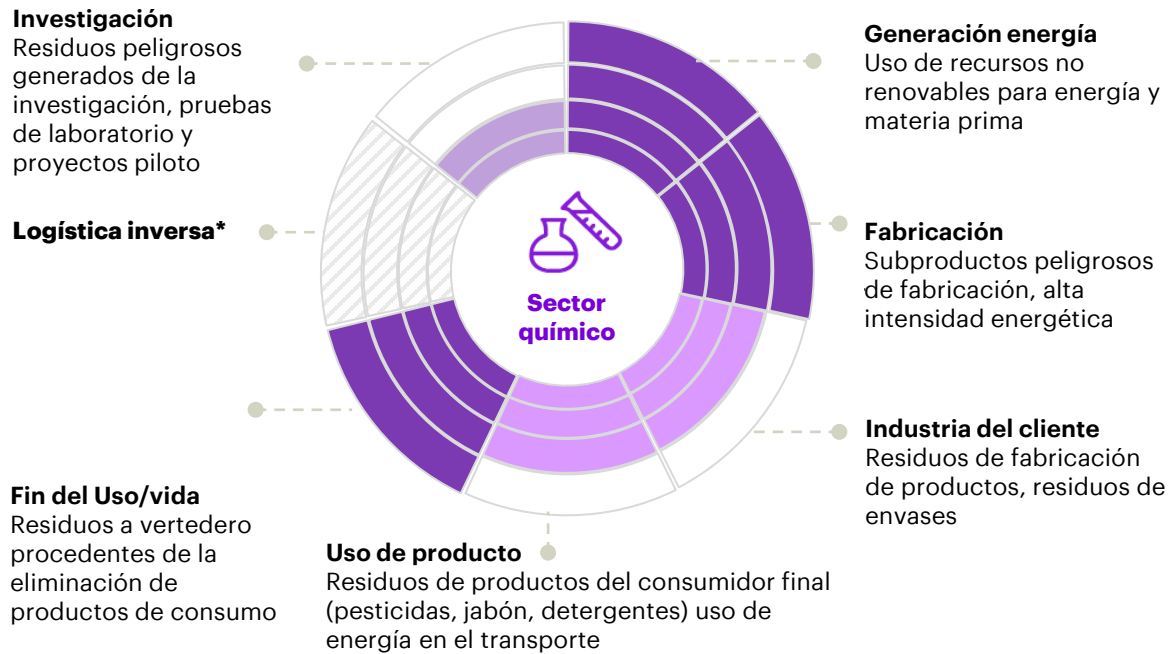 Investigación
Residuos peligrosos
generados de la
investigación, pruebas
de laboratorio y
proyectos piloto
Logística inversa*
Fin del Uso/vida
Residuos a vertedero
procedentes de la
eliminación de
productos de consumo
Sector
químico
Uso de producto
Residuos de productos del consumidor final
(pesticidas, jabón, detergentes) uso de
energía en el transporte
Generación energía
Uso de recursos no
renovables para energía y
materia prima
Fabricación
Subproductos peligrosos
de fabricación, alta
intensidad energética
Industria del cliente
Residuos de fabricación
de productos, residuos de
envases